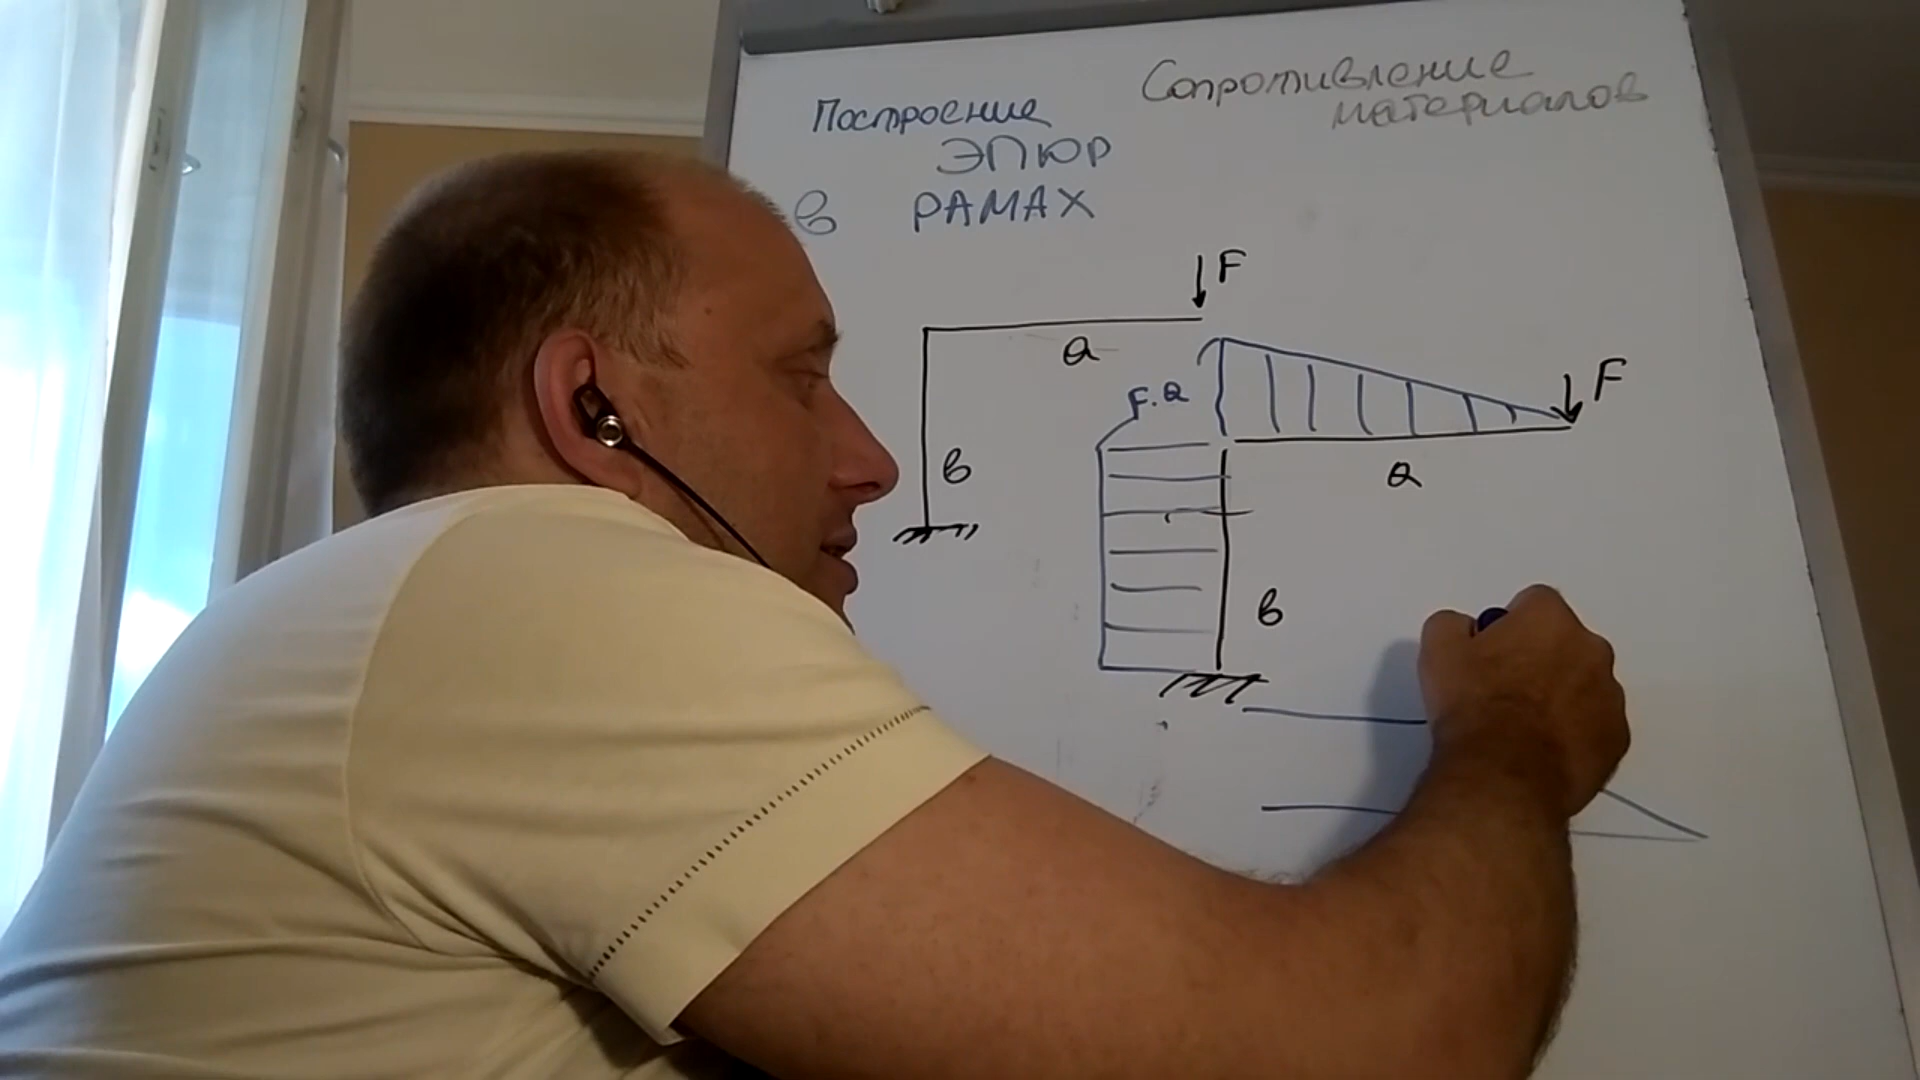 Построение
ЭПЮР
в РАМАХ
Сопротивление
материалов
F
a
в
F.a
F
a
в